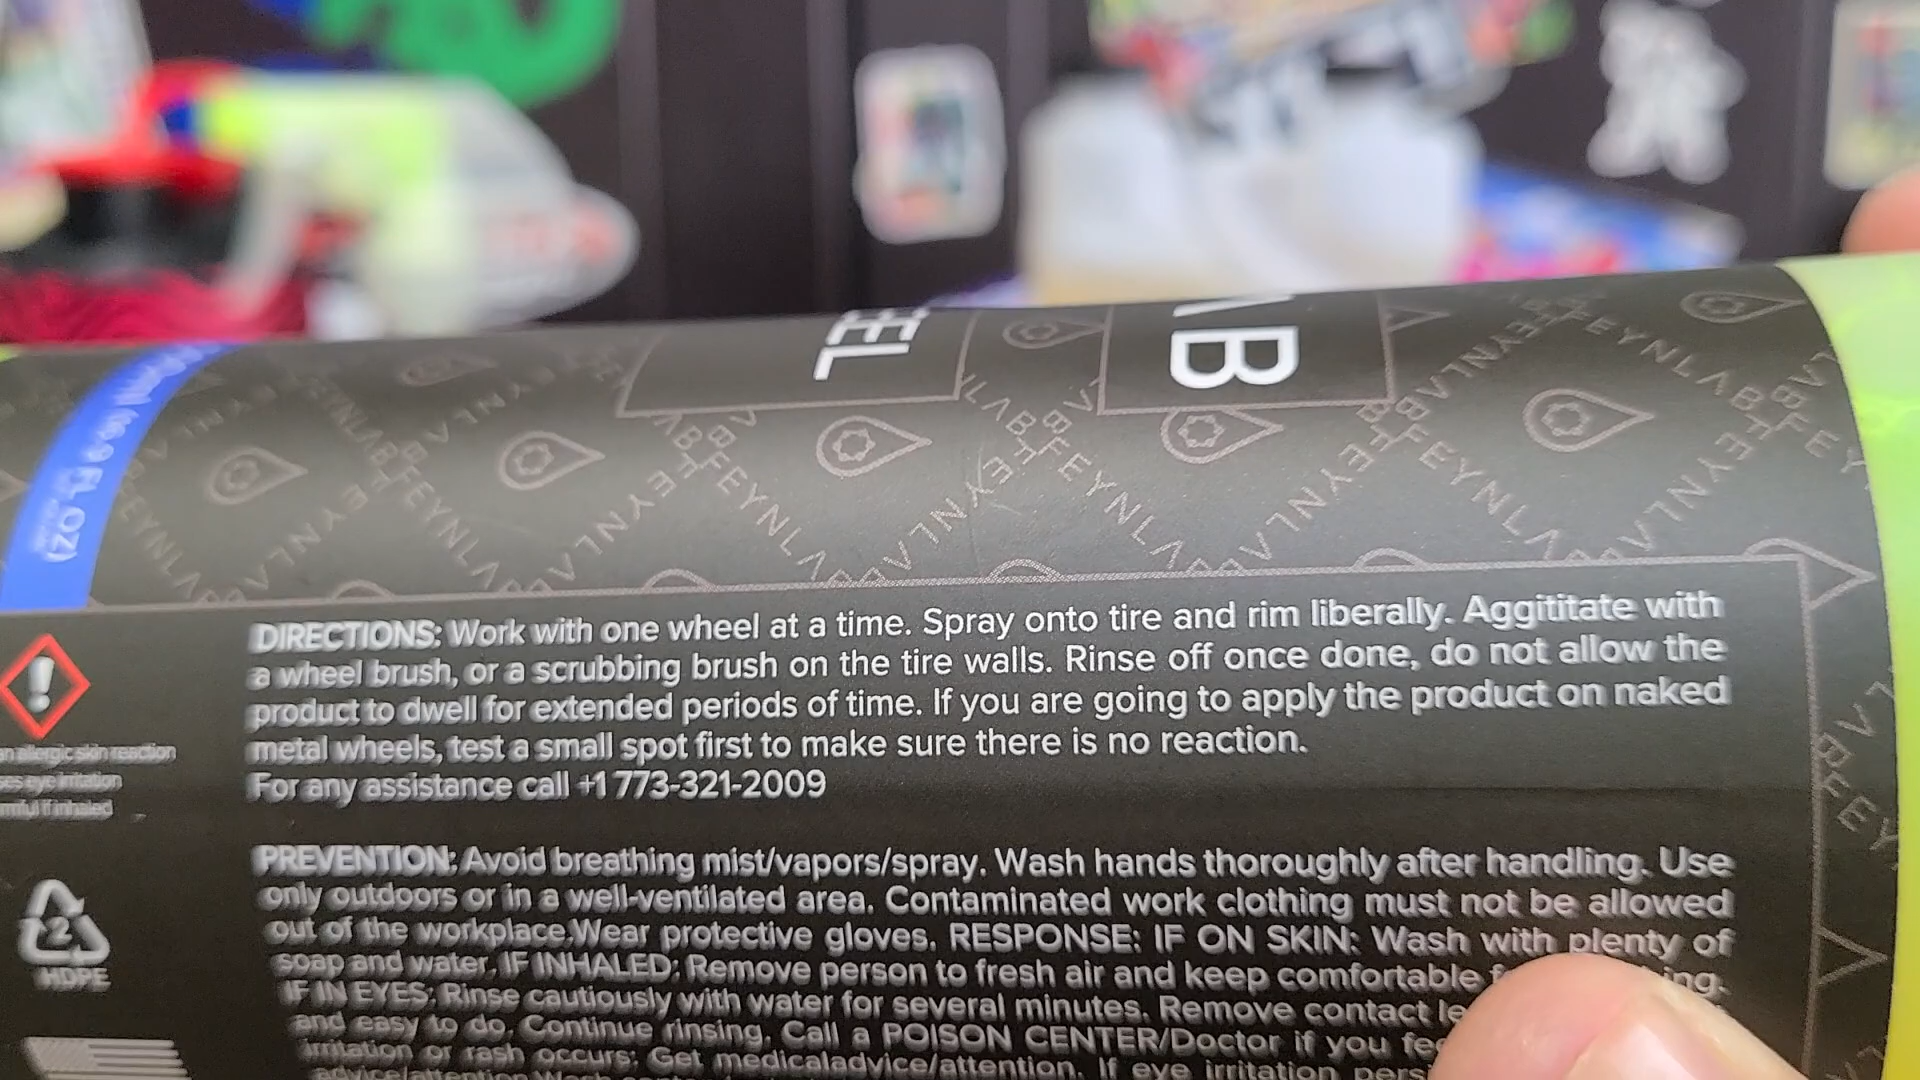 EEL
AB
(16.9 FL OZ)
DIRECTIONS: Work with one wheel at a time. Spray onto tire and rim liberally. Aggititate with
a wheel brush, or a scrubbing brush on the tire walls. Rinse off once done, do not allow the
product to dwell for extended periods of time. If you are going to apply the product on naked
metal wheels, test a small spot first to make sure there is no reaction.
For any assistance call +1 773-321-2009
an allergic skin reaction
eye irritation
if inhaled
PREVENTION: Avoid breathing mist/vapors/spray. Wash hands thoroughly after handling. Use
only outdoors or in a well-ventilated area. Contaminated work clothing must not be allowed
out of the workplace.Wear protective gloves. RESPONSE: IF ON SKIN: Wash with plenty of
soap and water. IF INHALED: Remove person to fresh air and keep comfortable
IF IN EYES: Rinse cautiously with water for several minutes. Remove contact
and easy to do. Continue rinsing. Call a POISON CENTER/Doctor if you
irritation or rash occurs: Get medicaladvice/attention. If eye irritation
advice/attention
2
HDPE
FEYNLAB